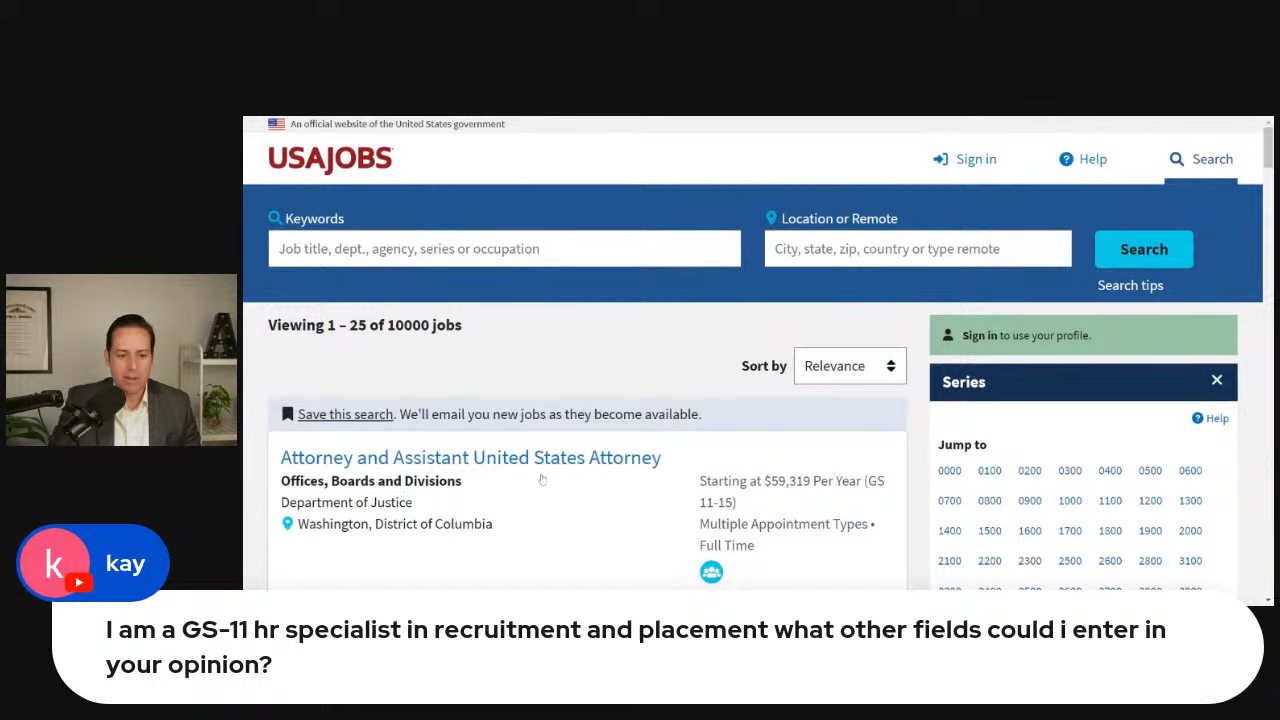 An official website of the United States government
USAJOBS
Sign in
Help
Search
Keywords
Location or Remote
Job title, dept., agency, series or occupation
City, state, zip, country or type remote
Search
Search tips
Viewing 1 – 25 of 10000 jobs
Sign in to use your profile.
Sort by
Relevance
Series
Help
Save this search. We'll email you new jobs as they become available.
Jump to
Attorney and Assistant United States Attorney
Offices, Boards and Divisions
Department of Justice
Washington, District of Columbia
Starting at $59,319 Per Year (GS
11-15)
Multiple Appointment Types •
Full Time
0000 0100 0200 0300 0400 0500 0600
0700 0800 0900 1000 1100 1200 1300
1400 1500 1600 1700 1800 1900 2000
2100 2200 2300 2500 2600 2800 3100
k
kay
I am a GS-11 hr specialist in recruitment and placement what other fields could i enter in
your opinion?